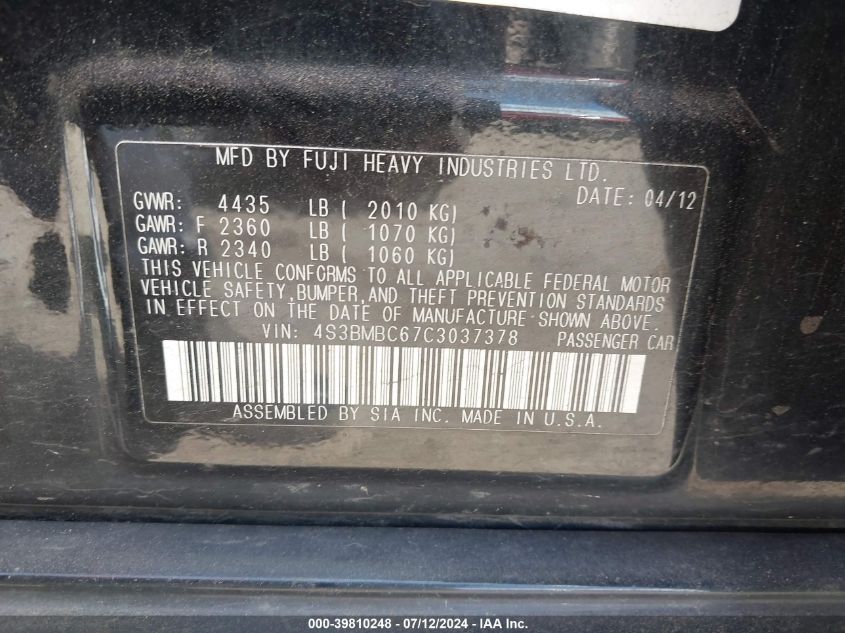 MFD BY FUJI HEAVY INDUSTRIES LTD.
DATE: 04/12
GVWR: 4435 LB ( 2010 KG)
GAWR: F 2360 LB ( 1070 KG)
GAWR: R 2340 LB ( 1060 KG)
THIS VEHICLE CONFORMS TO ALL APPLICABLE FEDERAL MOTOR
VEHICLE SAFETY, BUMPER, AND THEFT PREVENTION STANDARDS
IN EFFECT ON THE DATE OF MANUFACTURE SHOWN ABOVE.
VIN: 4S3BMBC67C3037378 PASSENGER CAR
ASSEMBLED BY SIA INC. MADE IN U.S.A.
000-39810248 - 07/12/2024 - IAAI.COM